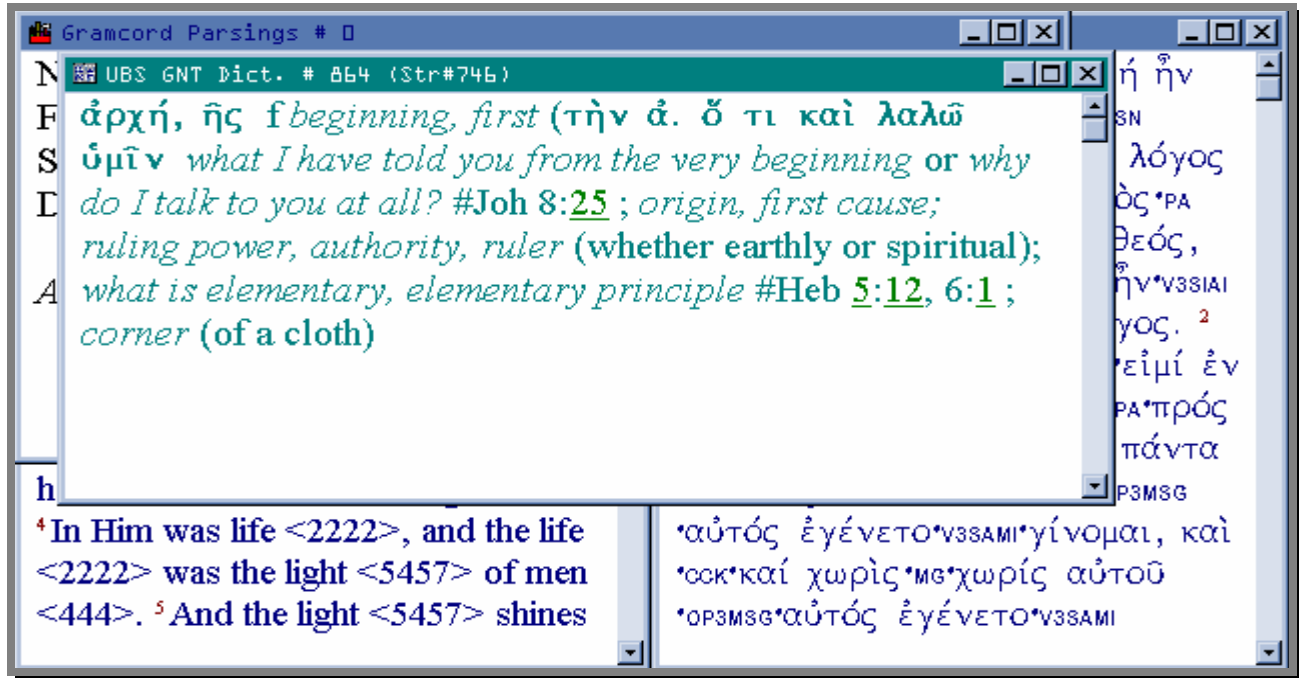 Gramcord Parsings #
UBS GNT Dict. # 864 (Str#746)
ἀρχή, ῆς f beginning, first (τὴν ἀ. ὅ τι καὶ λαλῶ
ὑμῖν what I have told you from the very beginning or why
do I talk to you at all? #Joh 8:25 ; origin, first cause;
ruling power, authority, ruler (whether earthly or spiritual);
what is elementary, elementary principle #Heb 5:12, 6:1 ;
corner (of a cloth)
N
F
S
D
A
h
4 In Him was life <2222>, and the life
<2222> was the light <5457> of men
<444>. 5 And the light <5457> shines
ἦν
SN
λόγος
•PA
θεός,
ἦν•V3SIAI
γος. 2
•εἰμί ἐν
PA•πρός
πάντα
P3MSG
•αὐτός ἐγένετο•V3SAMI•γίνομαι, καὶ
•CCK•καί χωρὶς•MG•χωρίς αὐτοῦ
•OP3MSG•αὐτός ἐγένετο•V3SAMI